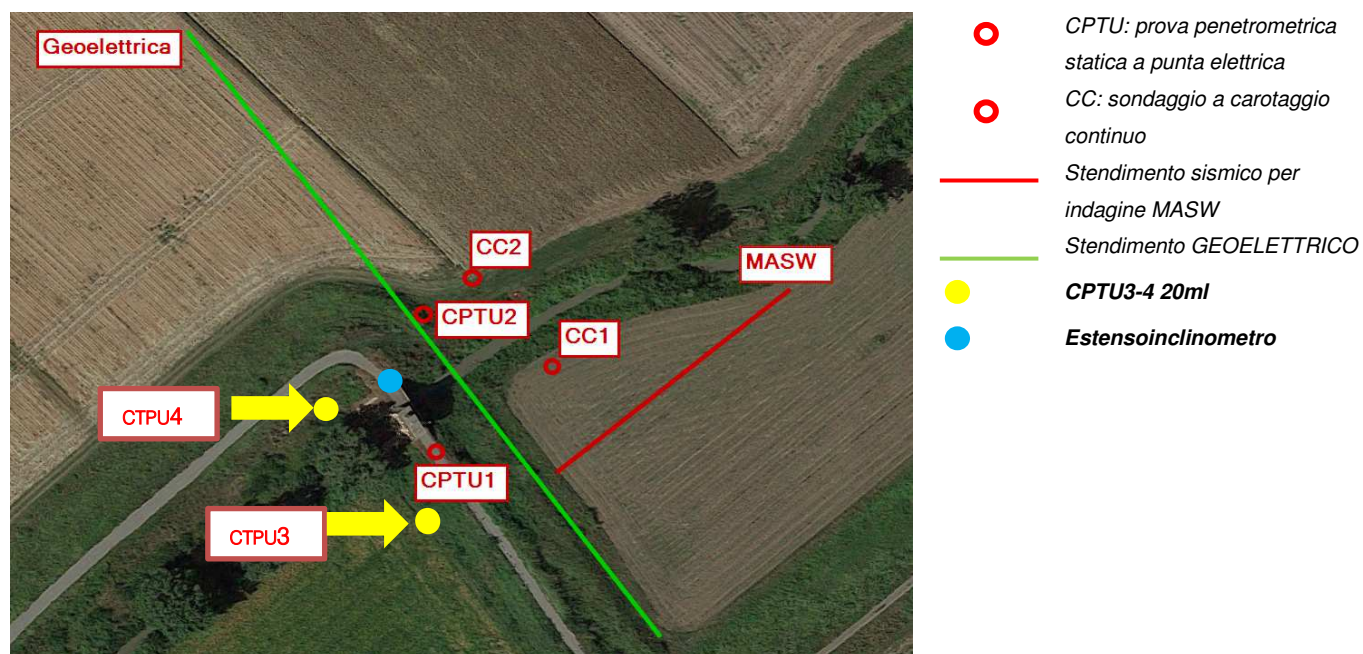 Geoelettrica
CC2
MASW
CPTU2
CC1
CTPU4
CPTU1
CTPU3
CPTU: prova penetrometrica
statica a punta elettrica
CC: sondaggio a carotaggio
continuo
Stendimento sismico per
indagine MASW
Stendimento GEOELETTRICO
CPTU3-4 20ml
Estensoinclinometro